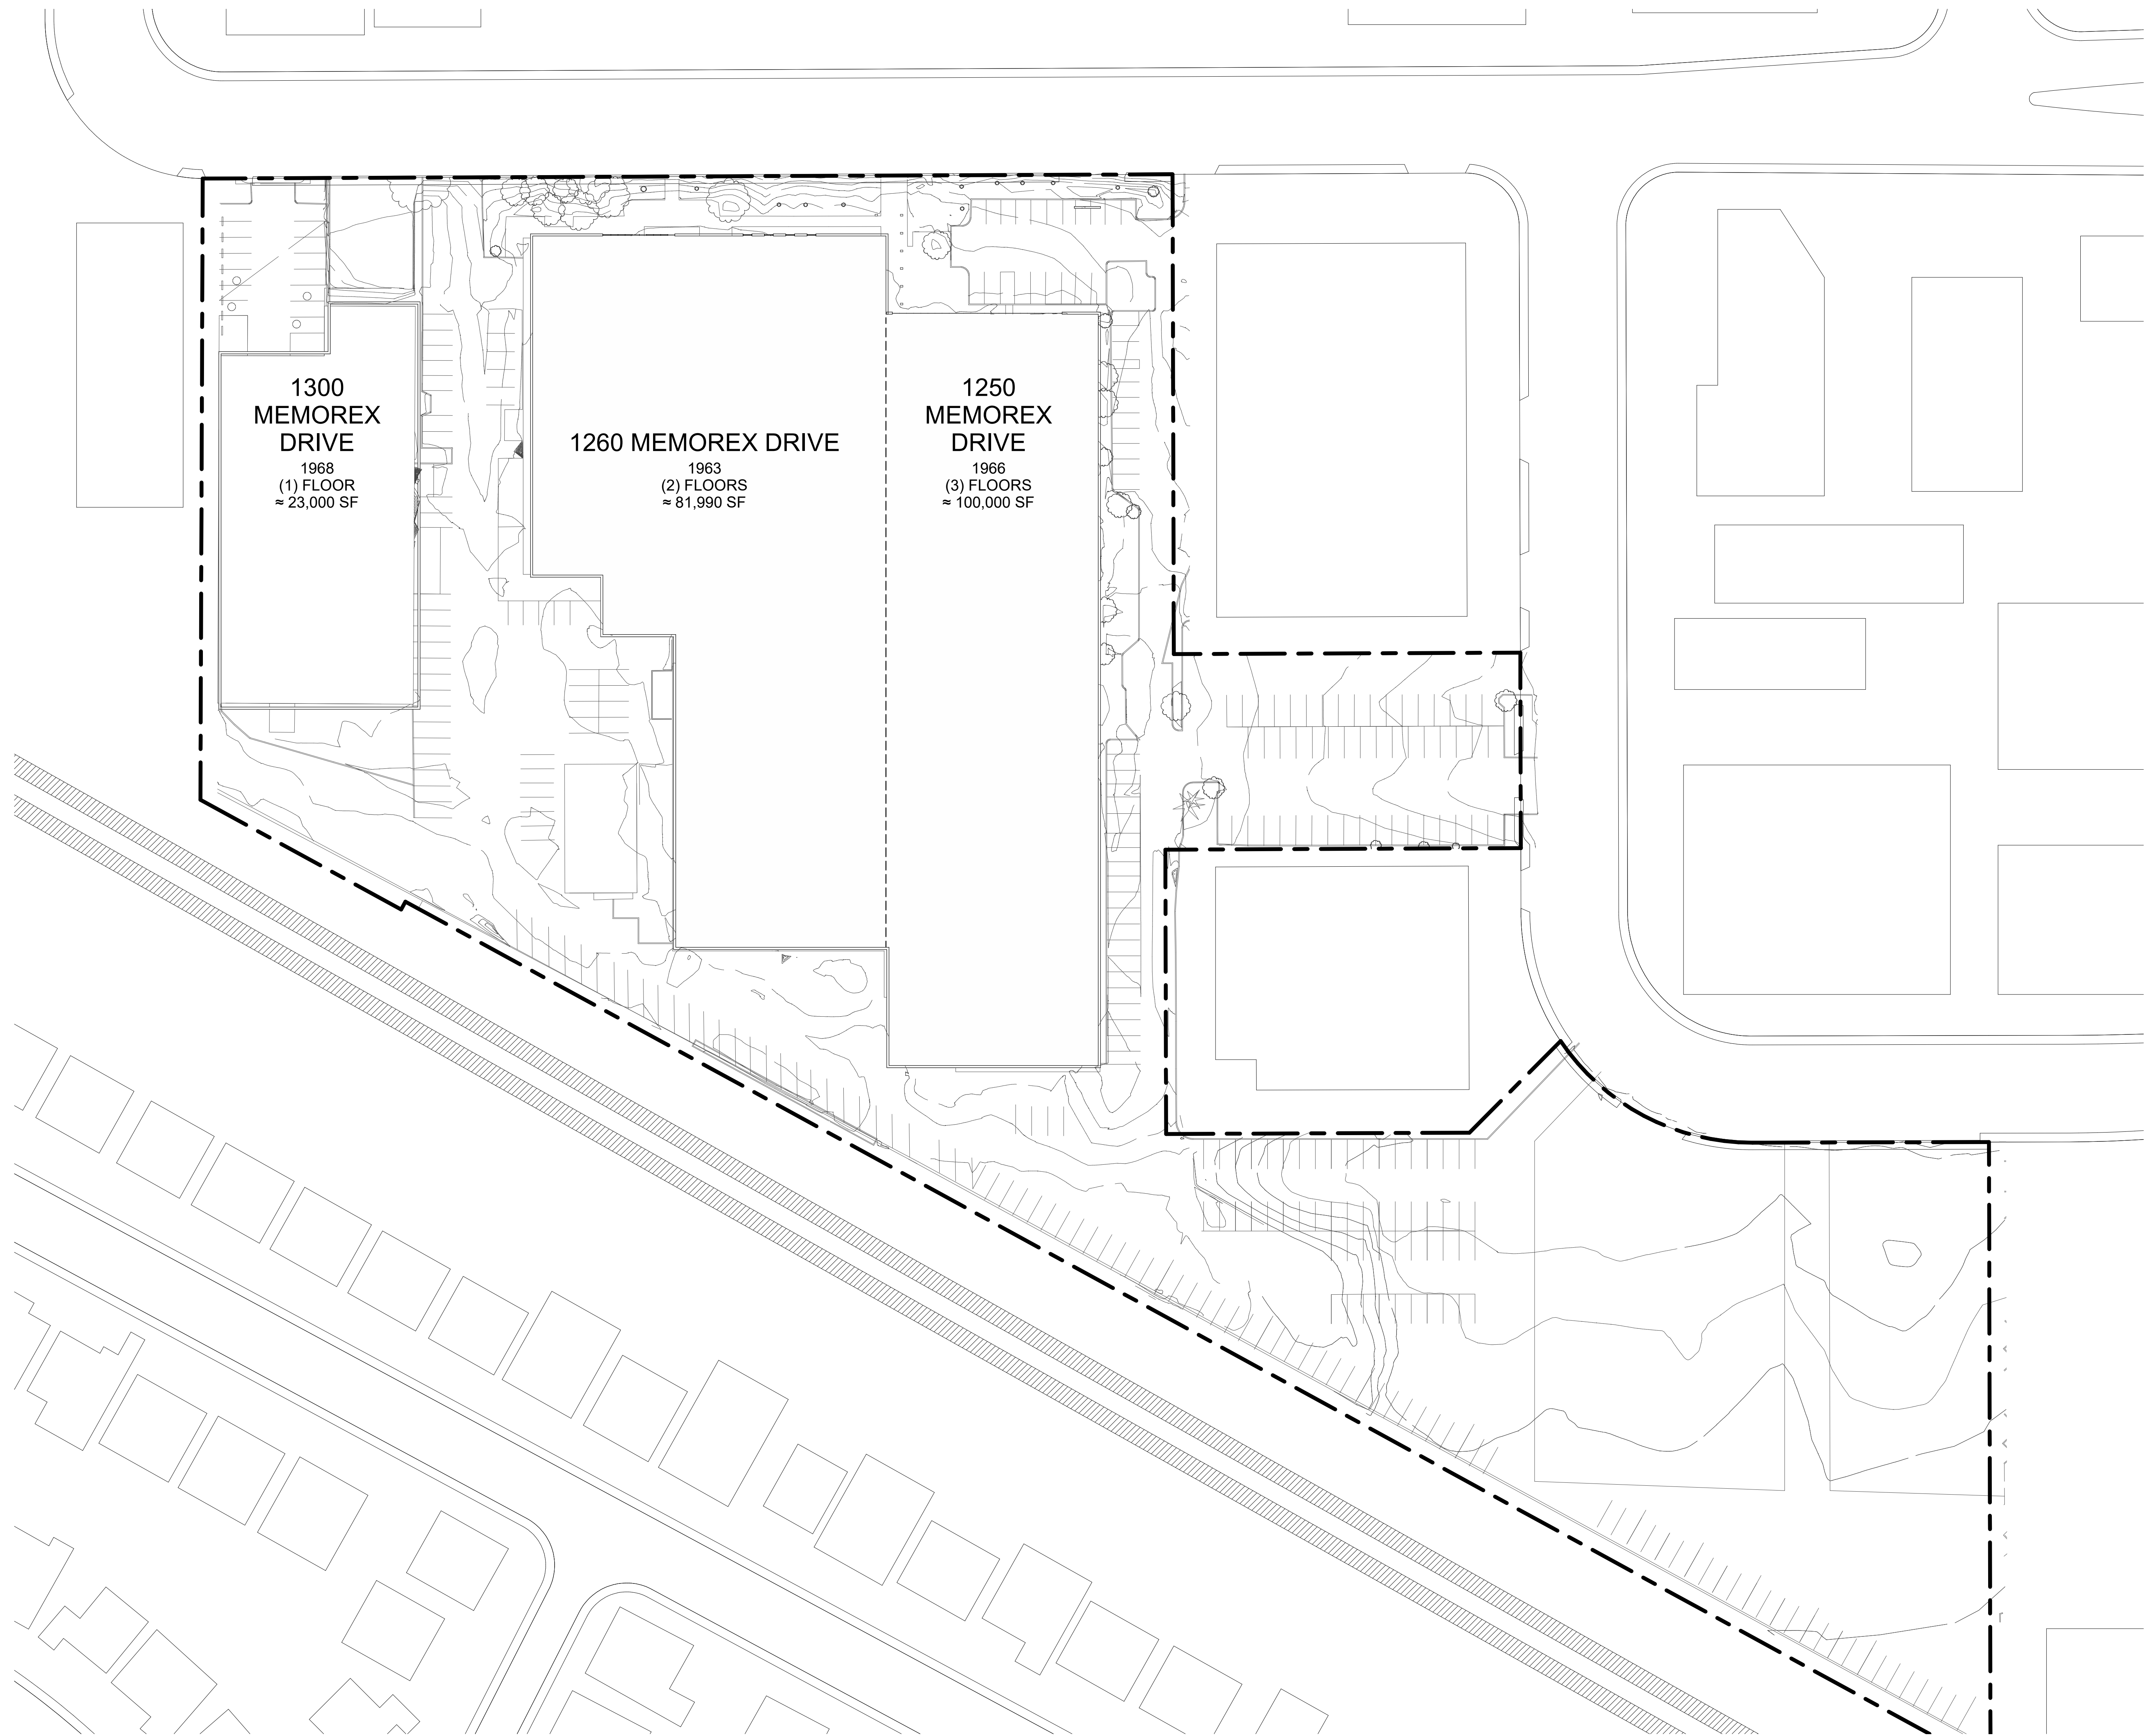 1300
MEMOREX
DRIVE
1968
(1) FLOOR
≈ 23,000 SF
1260 MEMOREX DRIVE
1963
(2) FLOORS
≈ 81,990 SF
1250
MEMOREX
DRIVE
1966
(3) FLOORS
≈ 100,000 SF